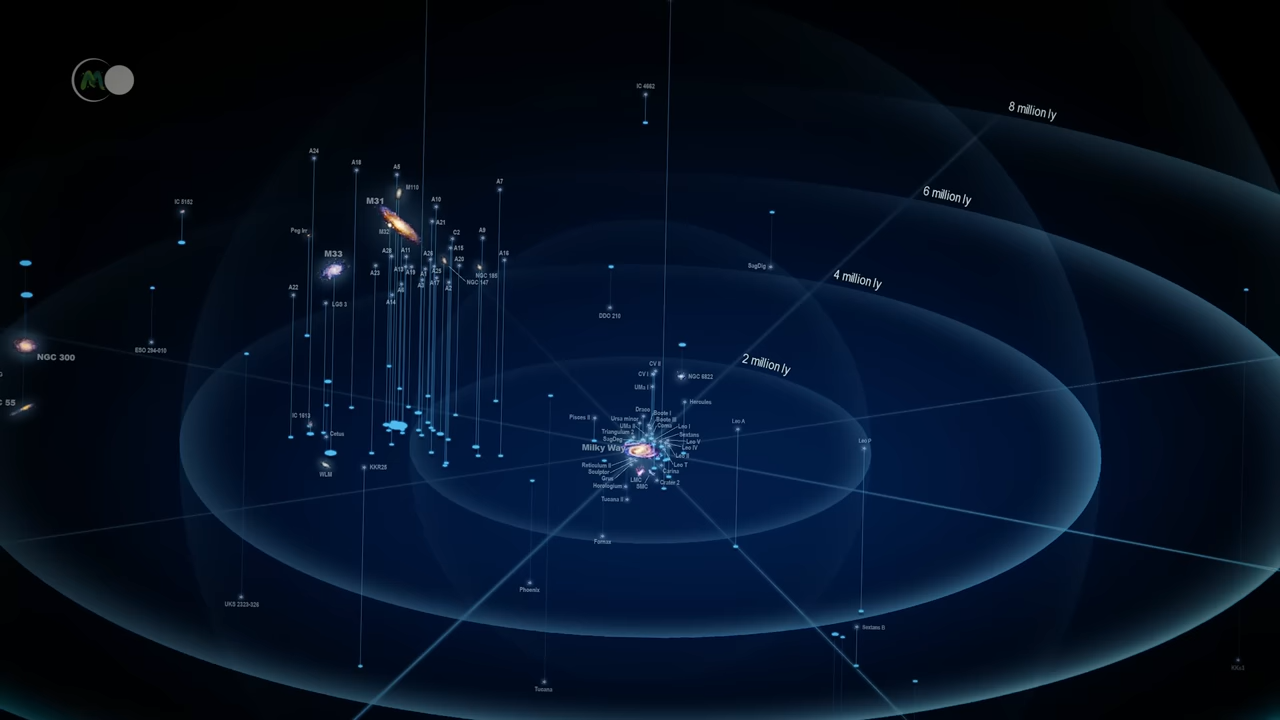 M
IC 4662
8 million ly
A24
A18
A8
A7
M110
6 million ly
M31
IC 5152
A10
Peg Irr
M32
A21
C2
A9
M33
A28
A11
A15
A16
A26
A20
SagDig
A23
A13
A19
A25
NGC 185
4 million ly
A17
NGC 147
A22
A14
A2
LGS 3
DDO 210
ESO 294-010
NGC 300
2 million ly
CV II
CV I
NGC 6822
UMa I
C 55
Hercules
Draco
IC 1613
Pisces II
Ursa minor
Boote I
Bootes III
Leo A
UMa II
Coma
Leo I
Cetus
Triangulum 2
Sextans
SagDeg
Leo V
Leo P
Milky Way
Leo IV
Leo II
WLM
KKR25
Reticulum II
Leo T
Sculptor
Carina
Grus
LMC
Horologium
SMC
Crater 2
Tucana II
Fornax
Phoenix
UKS 2323-326
Sextans B
Tucana